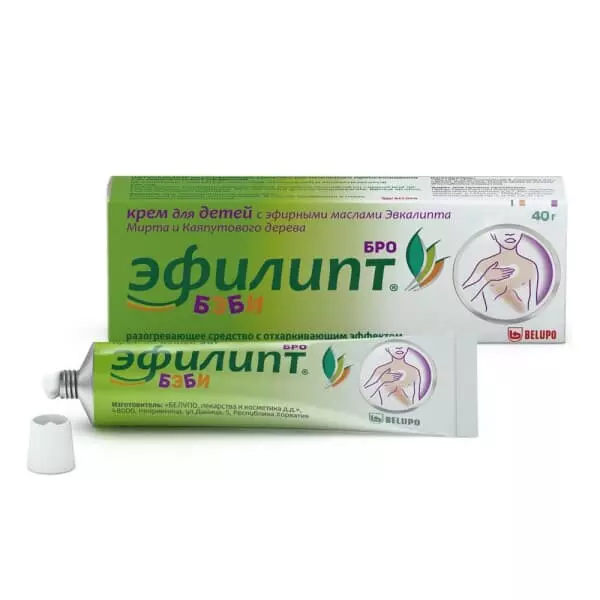 крем для детей с эфирными маслами Эвкалипта
Мирта и Каяпутового дерева
40 г
БРО
эфилипт®
БЭБИ
разогревающее средство с отхаркивающим эффектом
BELUPO
БРО
эфилипт®
БЭБИ
Изготовитель: «БЕЛУПО, лекарства и косметика д.д.»,
48000, Копривница, ул.Даница, 5, Республика Хорватия
BELUPO